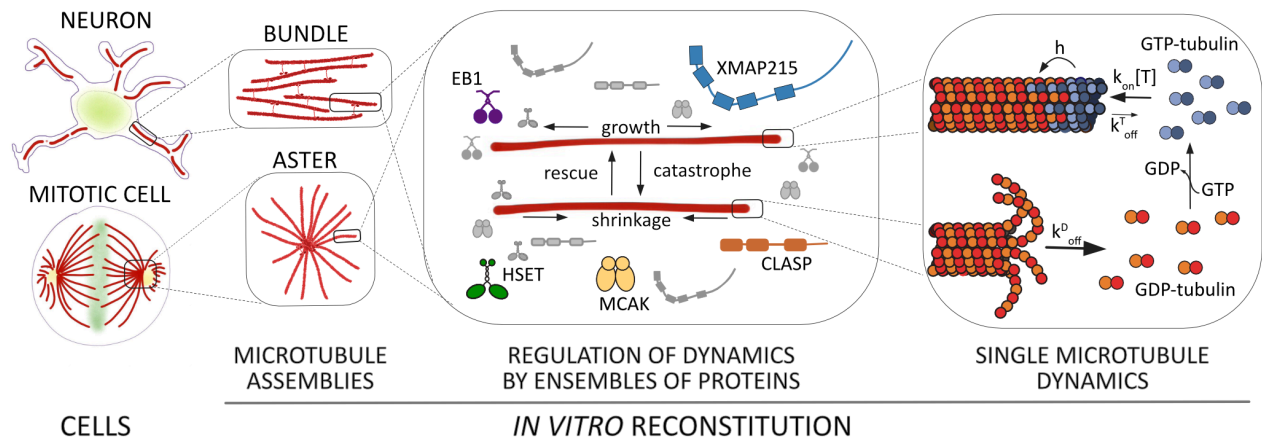 NEURON
MITOTIC CELL
BUNDLE
ASTER
EB1
XMAP215
growth
rescue
catastrophe
shrinkage
HSET
MCAK
CLASP
h
GTP-tubulin
k_on[T]
k^T_off
GDP
GTP
k^D_off
GDP-tubulin
MICROTUBULE
ASSEMBLIES
REGULATION OF DYNAMICS
BY ENSEMBLES OF PROTEINS
SINGLE MICROTUBULE
DYNAMICS
CELLS
IN VITRO RECONSTITUTION